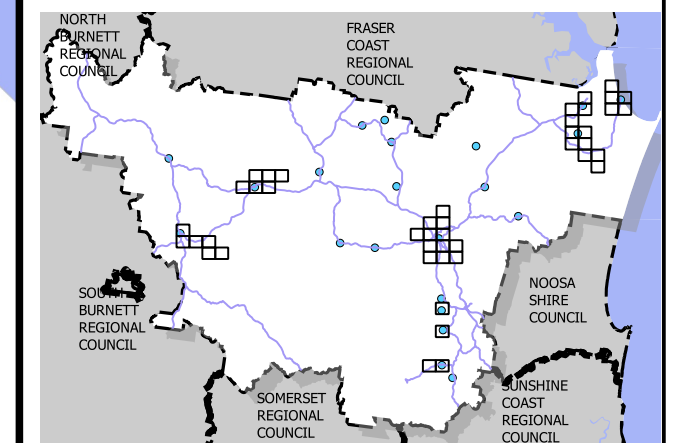 NORTH
BURNETT
REGIONAL
COUNCIL
FRASER
COAST
REGIONAL
COUNCIL
SOUTH
BURNETT
REGIONAL
COUNCIL
NOOSA
SHIRE
COUNCIL
SOMERSET
REGIONAL
COUNCIL
SUNSHINE
COAST
REGIONAL
COUNCIL